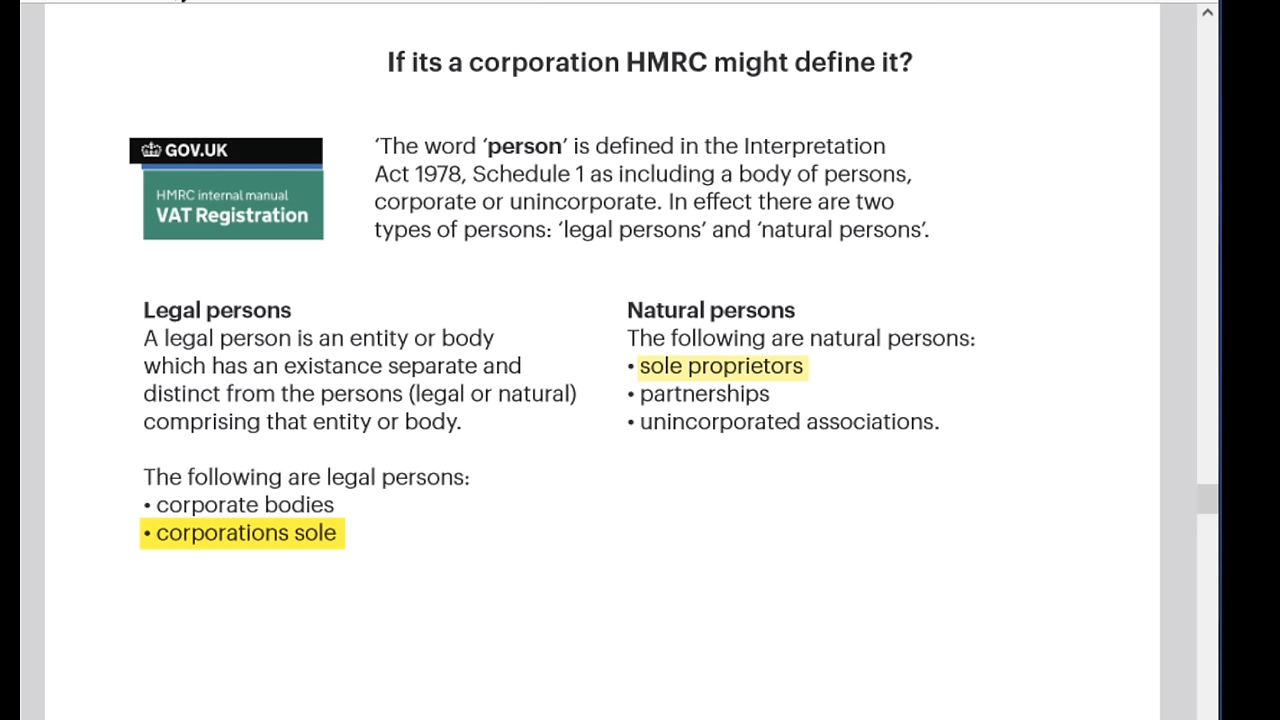 If its a corporation HMRC might define it?
GOV.UK
HMRC internal manual
VAT Registration
‘The word ‘person’ is defined in the Interpretation
Act 1978, Schedule 1 as including a body of persons,
corporate or unincorporate. In effect there are two
types of persons: ‘legal persons’ and ‘natural persons’.
Legal persons
A legal person is an entity or body
which has an existance separate and
distinct from the persons (legal or natural)
comprising that entity or body.
The following are legal persons:
• corporate bodies
• corporations sole
Natural persons
The following are natural persons:
• sole proprietors
• partnerships
• unincorporated associations.